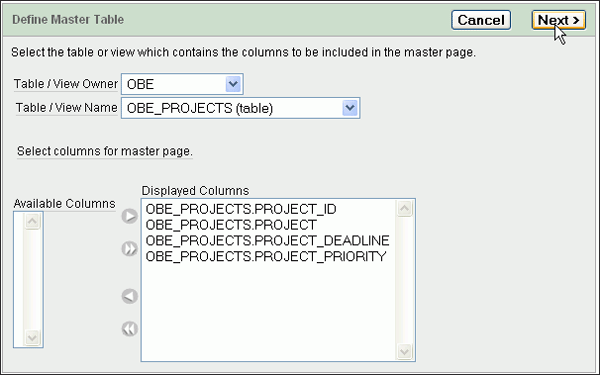 Define Master Table
Cancel
Next >
Select the table or view which contains the columns to be included in the master page.
Table / View Owner
OBE
Table / View Name
OBE_PROJECTS (table)
Select columns for master page.
Available Columns
Displayed Columns
OBE_PROJECTS.PROJECT_ID
OBE_PROJECTS.PROJECT
OBE_PROJECTS.PROJECT_DEADLINE
OBE_PROJECTS.PROJECT_PRIORITY